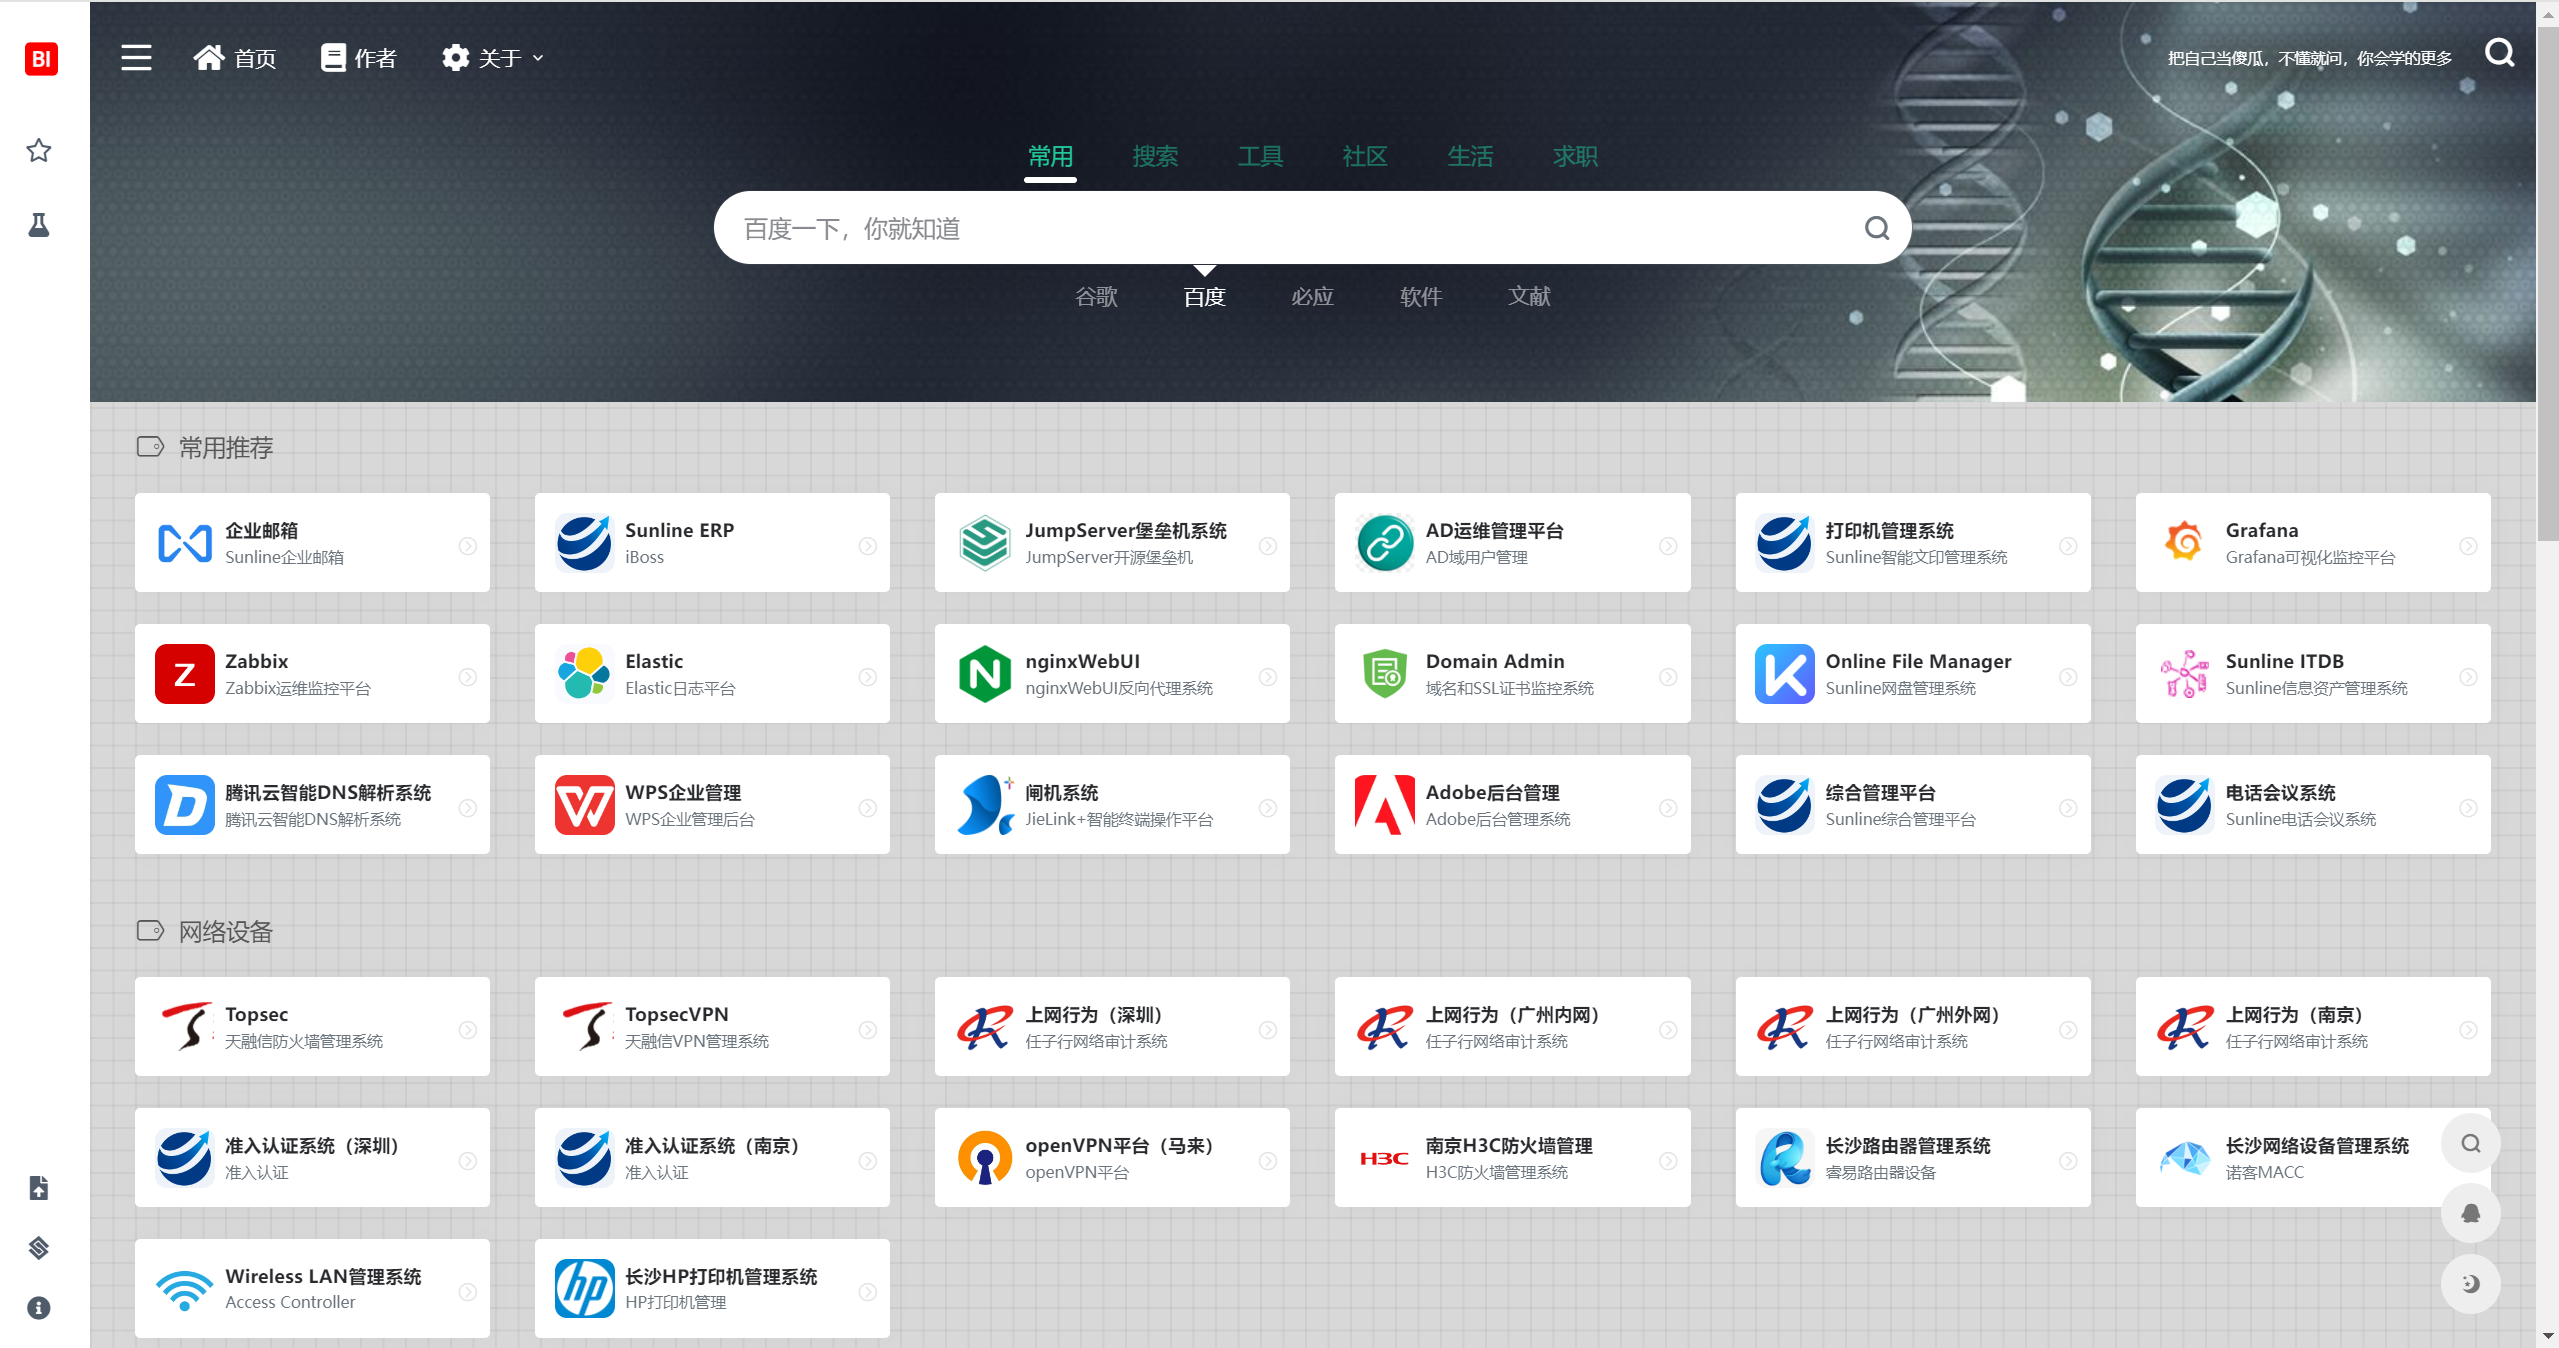 BI
首页
作者
关于
把自己当傻瓜，不懂就问，你会学的更多
常用
搜索
工具
社区
生活
求职
百度一下，你就知道
谷歌
百度
必应
软件
文献
常用推荐
企业邮箱
Sunline企业邮箱
Sunline ERP
iBoss
JumpServer堡垒机系统
JumpServer开源堡垒机
AD运维管理平台
AD域用户管理
打印机管理系统
Sunline智能文印管理系统
Grafana
Grafana可视化监控平台
Z
Zabbix
Zabbix运维监控平台
Elastic
Elastic日志平台
N
nginxWebUI
nginxWebUI反向代理系统
Domain Admin
域名和SSL证书监控系统
K
Online File Manager
Sunline网盘管理系统
Sunline ITDB
Sunline信息资产管理系统
D
腾讯云智能DNS解析系统
腾讯云智能DNS解析系统
W
WPS企业管理
WPS企业管理后台
闸机系统
JieLink+智能终端操作平台
Adobe后台管理
Adobe后台管理系统
综合管理平台
Sunline综合管理平台
电话会议系统
Sunline电话会议系统
网络设备
Topsec
天融信防火墙管理系统
TopsecVPN
天融信VPN管理系统
上网行为（深圳）
任子行网络审计系统
上网行为（广州内网）
任子行网络审计系统
上网行为（广州外网）
任子行网络审计系统
上网行为（南京）
任子行网络审计系统
准入认证系统（深圳）
准入认证
准入认证系统（南京）
准入认证
openVPN平台（马来）
openVPN平台
H3C
南京H3C防火墙管理
H3C防火墙管理系统
长沙路由器管理系统
睿易路由器设备
长沙网络设备管理系统
诺客MACC
Wireless LAN管理系统
Access Controller
hp
长沙HP打印机管理系统
HP打印机管理